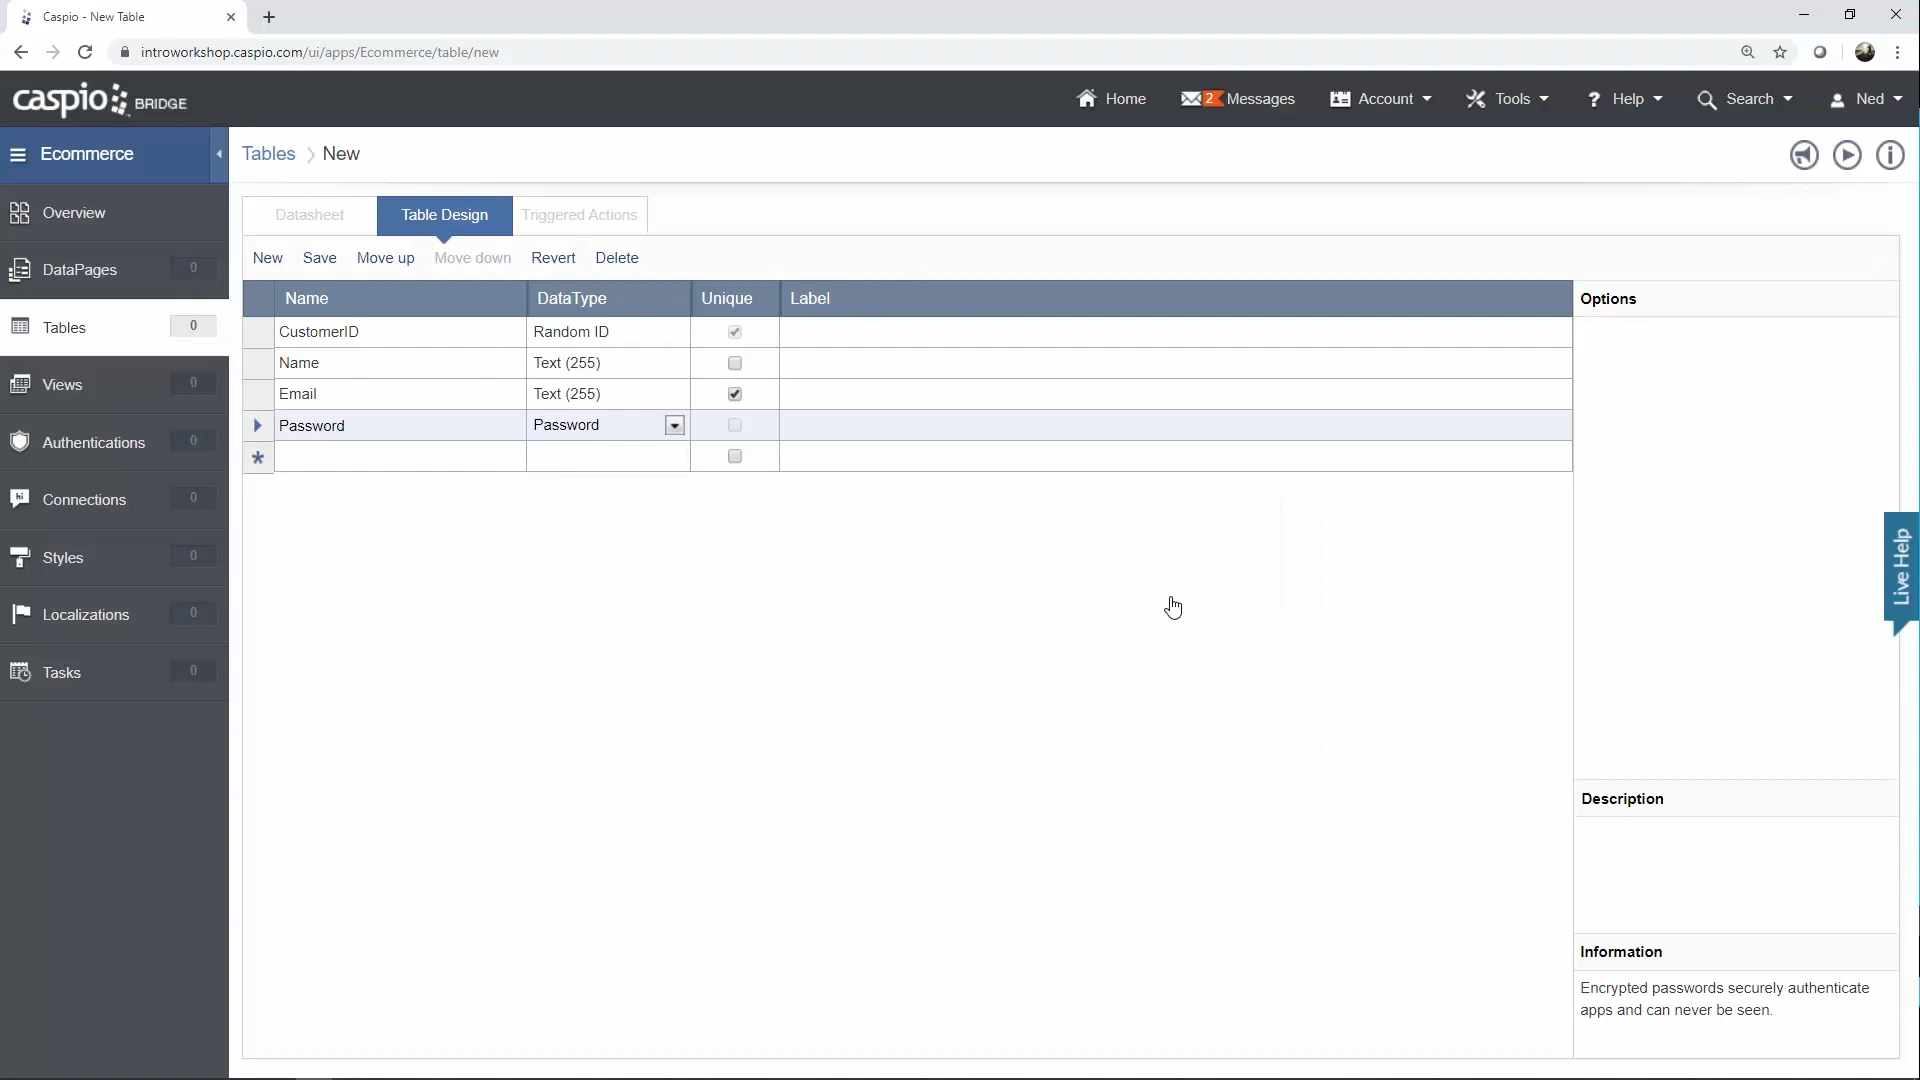 Caspio - New Table
introworkshop.caspio.com/ui/apps/Ecommerce/table/new
caspio BRIDGE
Home
2 Messages
Account
Tools
? Help
Search
Ned
Ecommerce
Tables
New
Overview
DataPages 0
Tables 0
Views 0
Authentications 0
hi Connections 0
Styles 0
Localizations 0
Tasks 0
Datasheet
Table Design
Triggered Actions
New Save Move up Move down Revert Delete
Name DataType Unique Label
CustomerID Random ID
Name Text (255)
Email Text (255)
Password Password
*
Options
Live Help
Description
Information
Encrypted passwords securely authenticate
apps and can never be seen.